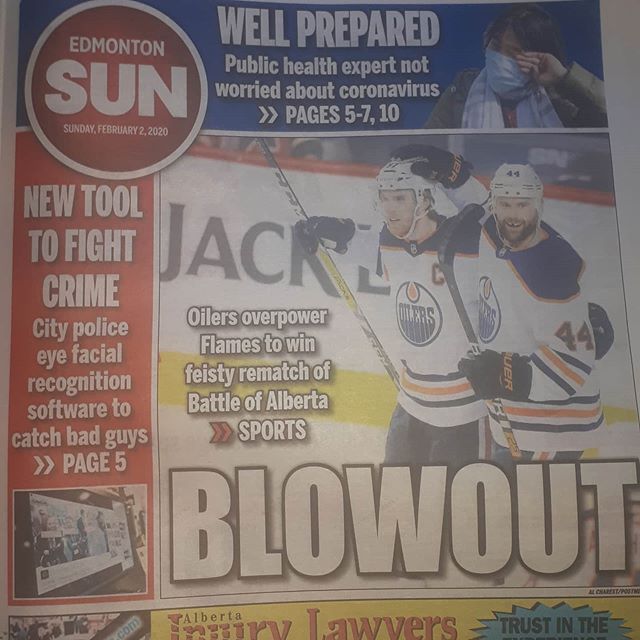 EDMONTON
SUN
SUNDAY, FEBRUARY 2, 2020
WELL PREPARED
Public health expert not
worried about coronavirus
>> PAGES 5-7, 10
NEW TOOL
TO FIGHT
CRIME
City police
eye facial
recognition
software to
catch bad guys
>> PAGE 5
JACK
Oilers overpower
Flames to win
feisty rematch of
Battle of Alberta
>> SPORTS
C
OILERS
44
44
BLOWOUT
AL CHAREST/POSTME
Alberta
Injury Lawyers
TRUST IN THE